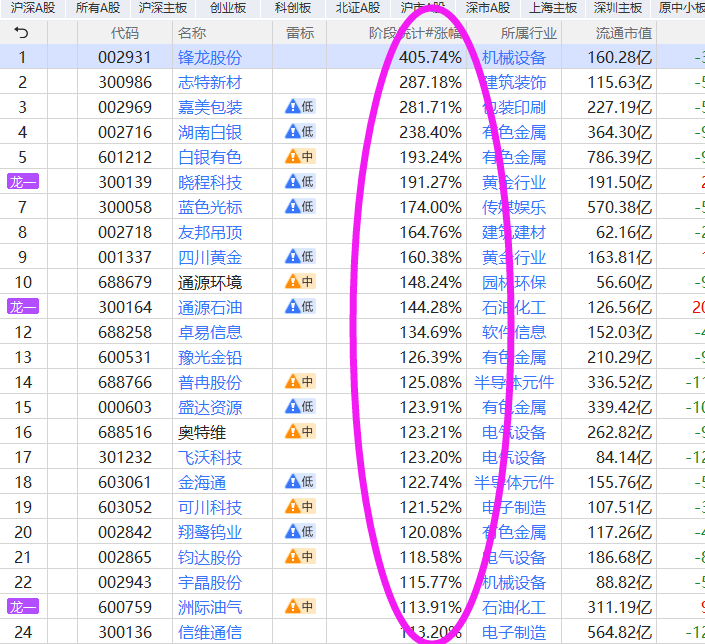 沪深A股 所有A股 沪深主板 创业板 科创板 北证A股 沪市A股 深市A股 上海主板 深圳主板 原中小板
代码 名称 雷标 阶段统计#涨幅 所属行业 流通市值
1 002931 锋龙股份 405.74% 机械设备 160.28亿
2 300986 志特新材 287.18% 建筑装饰 115.63亿
3 002969 嘉美包装 低 281.71% 包装印刷 227.19亿
4 002716 湖南白银 低 238.40% 有色金属 364.30亿
5 601212 白银有色 中 193.24% 有色金属 786.39亿
龙一 300139 晓程科技 低 191.27% 黄金行业 191.50亿
7 300058 蓝色光标 低 174.00% 传媒娱乐 570.38亿
8 002718 友邦吊顶 164.76% 建筑建材 62.16亿
9 001337 四川黄金 低 160.38% 黄金行业 163.81亿
10 688679 通源环境 中 148.24% 园林环保 56.60亿
龙一 300164 通源石油 低 144.28% 石油化工 126.56亿
12 688258 卓易信息 134.69% 软件信息 152.03亿
13 600531 豫光金铅 126.39% 有色金属 210.29亿
14 688766 普冉股份 中 125.08% 半导体元件 336.52亿
15 000603 盛达资源 低 123.91% 有色金属 339.42亿
16 688516 奥特维 中 123.21% 电气设备 262.82亿
17 301232 飞沃科技 123.20% 电气设备 84.14亿
18 603061 金海通 低 122.74% 半导体元件 155.76亿
19 603052 可川科技 中 121.52% 电子制造 107.51亿
20 002842 翔鹭钨业 低 120.08% 有色金属 117.26亿
21 002865 钧达股份 中 118.58% 电气设备 186.68亿
22 002943 宇晶股份 115.77% 机械设备 88.82亿
龙一 600759 洲际油气 中 113.91% 石油化工 311.19亿
24 300136 信维通信 113.20% 电子制造 564.82亿